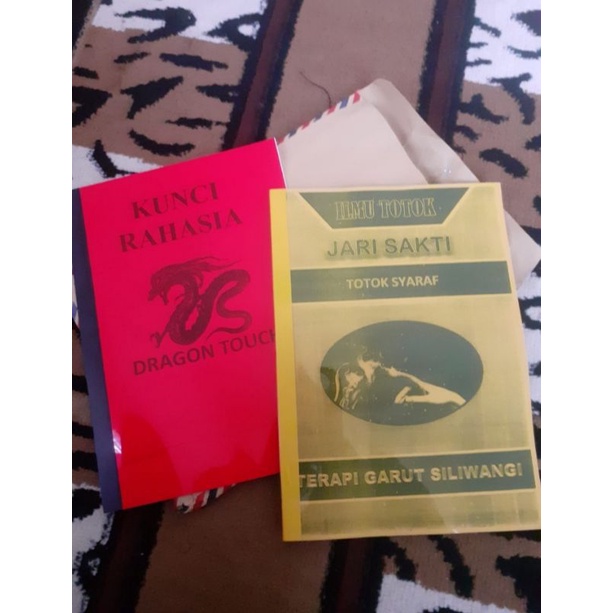 KUNCI
RAHASIA
DRAGON TOUCH
ILMU TOTOK
JARI SAKTI
TOTOK SYARAF
TERAPI GARUT SILIWANGI